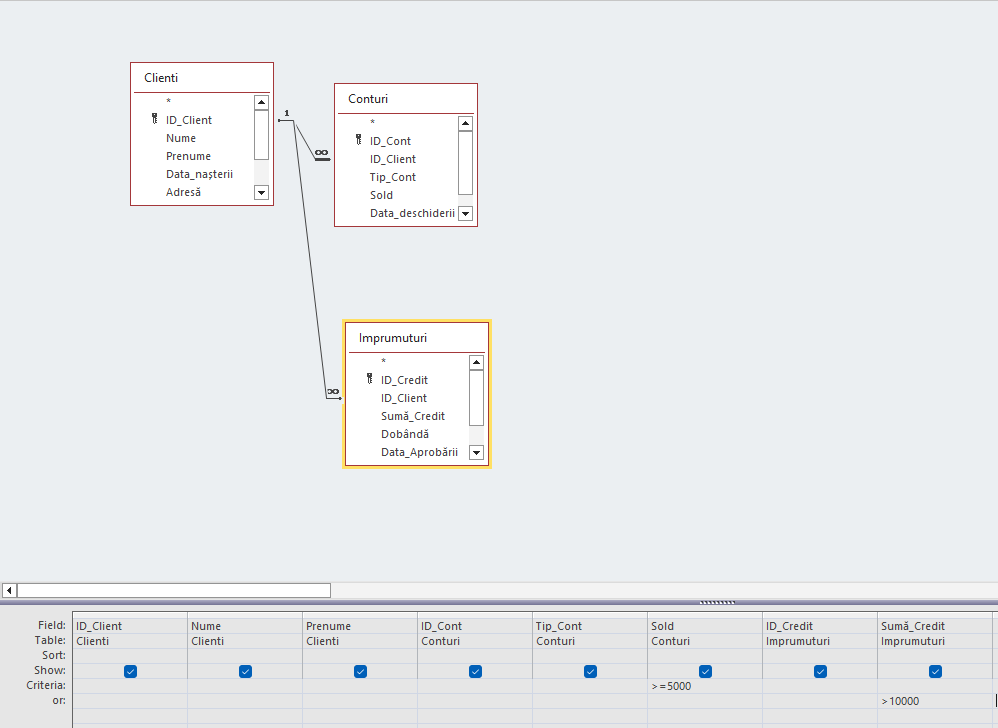 Clienti
*
ID_Client
Nume
Prenume
Data_nașterii
Adresă
1
∞
Conturi
*
ID_Cont
ID_Client
Tip_Cont
Sold
Data_deschiderii
∞
Imprumuturi
*
ID_Credit
ID_Client
Sumă_Credit
Dobândă
Data_Aprobării
Field: ID_Client Nume Prenume ID_Cont Tip_Cont Sold ID_Credit Sumă_Credit
Table: Clienti Clienti Clienti Conturi Conturi Conturi Imprumuturi Imprumuturi
Sort:
Show:
Criteria: >=5000
or: >10000